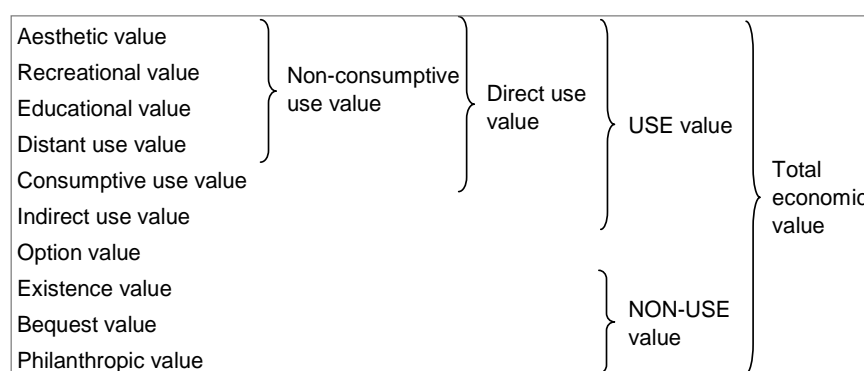 Aesthetic value
Recreational value
Educational value
Distant use value
Consumptive use value
Indirect use value
Option value
Existence value
Bequest value
Philanthropic value
Non-consumptive
use value
Direct use
value
USE value
NON-USE
value
Total
economic
value